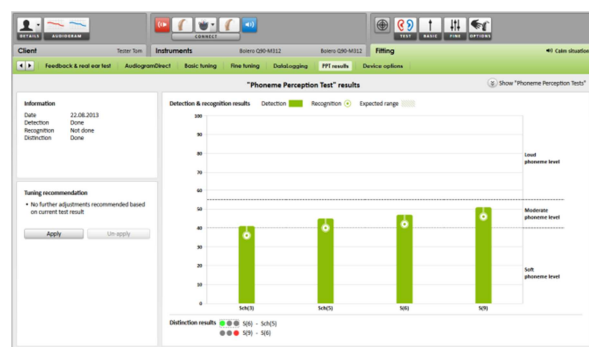 DETAILS AUDIOGRAM CONNECT TEST BASIC FINE OPTIONS
Client Tester Tom Instruments Bolero Q90-M312 Bolero Q90-M312 Fitting Calm situation
Feedback & real ear test AudiogramDirect Basic tuning Fine tuning DataLogging PPT results Device options
"Phoneme Perception Test" results
Show "Phoneme Perception Tests"
Information
Date 22.08.2013
Detection Done
Recognition Not done
Distinction Done
Tuning recommendation
• No further adjustments recommended based
on current test result
Apply Un-apply
Detection & recognition results Detection Recognition Expected range
100
90
80
70
60
50
40
30
20
10
0
Loud
phoneme level
Moderate
phoneme level
Soft
phoneme level
Sch(3) Sch(5) S(6) S(9)
Distinction results S(6) - Sch(5)
S(9) - S(6)